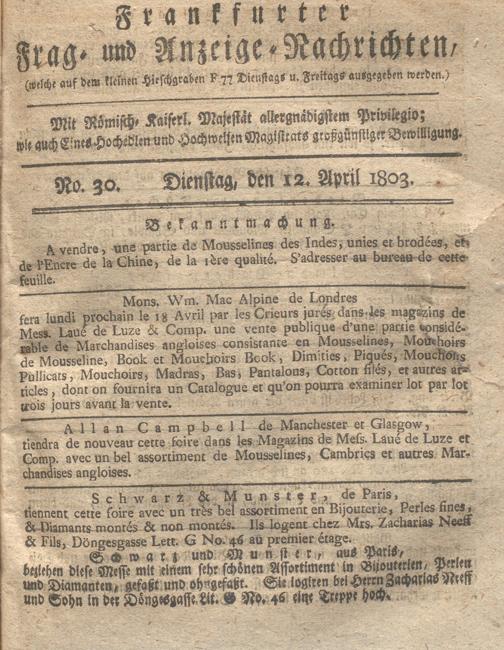 Frankfurter
Frag- und Anzeige-Nachrichten,
(welche auf dem kleinen Hirschgraben F 77 Dienstags u. Freitags ausgegeben werden.)
Mit Römisch-Kaiserl. Majestät allergnädigstem Privilegio;
wie auch Eines Hochedlen und Hochweisen Magistrats großgünstiger Bewilligung.
No. 30. Dienstag, den 12. April 1803.
Bekanntmachung.
A vendre, une partie de Mousselines des Indes, unies et brodées, et
de l'Encre de la Chine, de la 1ère qualité. S'adresser au bureau de cette
feuille.
Mons. Wm. Mac Alpine de Londres
fera lundi prochain le 18 Avril par les Crieurs jurés dans les magazins de
Mess. Laué de Luze & Comp. une vente publique d'une partie considé-
rable de Marchandises angloises consistante en Mousselines, Mouchoirs
de Mousseline, Book et Mouchoirs Book, Dimities, Piqués, Mouchoirs
Pullicats, Mouchoirs, Madras, Bas, Pantalons, Cotton filés, et autres ar-
ticles, dont on fournira un Catalogue et qu'on pourra examiner lot par lot
trois jours avant la vente.
Allan Campbell de Manchester et Glasgow,
tiendra de nouveau cette foire dans les Magazins de Mess. Laué de Luze et
Comp. avec un bel assortiment de Mousselines, Cambrics et autres Mar-
chandises angloises.
Schwarz & Munster, de Paris,
tiennent cette foire avec un très bel assortiment en Bijouterie, Perles fines,
& Diamants montés & non montés. Ils logent chez Mrs. Zacharias Neeff
& Fils, Döngesgasse Lett. G No. 46 au premier étage.
Schwarz und Munster, aus Paris,
beziehen diese Messe mit einem sehr schönen Assortiment in Bijouterien, Perlen
und Diamanten, gefaßt und ohngefaßt. Sie logiren bei Herrn Zacharias Neeff
und Sohn in der Döngesgasse Lit. G No. 46 eine Treppe hoch.